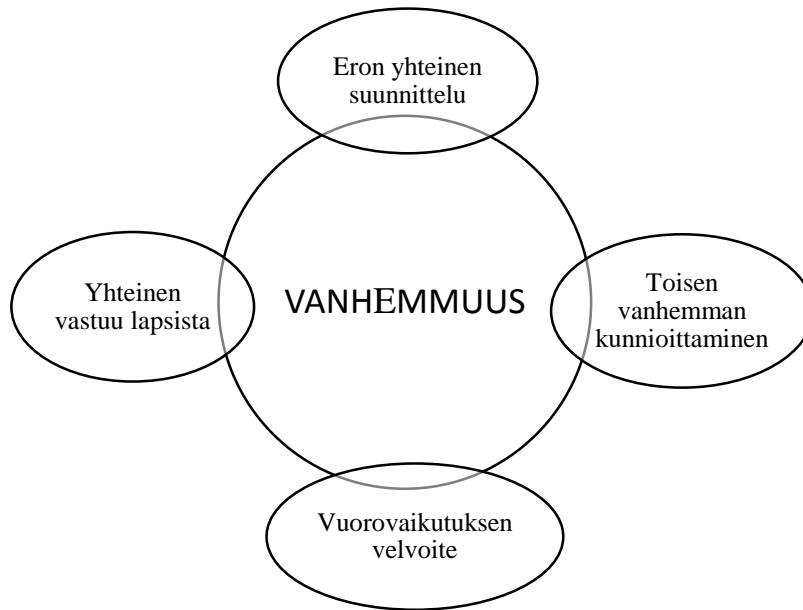 Eron yhteinen
suunnittelu
Yhteinen
vastuu lapsista
VANHEMMUUS
Toisen
vanhemman
kunnioittaminen
Vuorovaikutuksen
velvoite